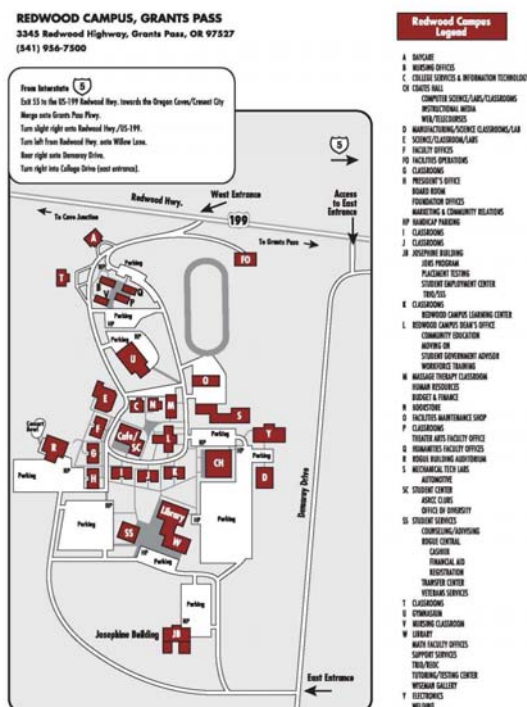 REDWOOD CAMPUS, GRANTS PASS
3345 Redwood Highway, Grants Pass, OR 97527
(541) 956-7500
From Interstate 5
Exit 55 to the US-199 Redwood Hwy. towards the Oregon Caves/Cresent City
Merge onto Grants Pass Pkwy.
Turn slight right onto Redwood Hwy./US-199.
Turn left from Redwood Hwy. onto Willow Lane.
Bear right onto Demaray Drive.
Turn right into College Drive (east entrance).
5
Redwood Hwy.
West Entrance
Access
to East
Entrance
199
To Cave Junction
To Grants Pass
A
FO
T
HP
Parking
B
Q
V
P
Parking
HP
Parking
HP
Parking
U
O
E
C
N
M
S
Concert
Bowl
F
Cafe/
SC
L
Parking
Y
R
HP
G
HP
CH
HP
D
H
I
J
K
Parking
Parking
Parking
Library
SS
W
HP
HP
Parking
Demaray Drive
Parking
HP
Josephine Building
JB
East Entrance
Redwood Campus
Legend
A DAYCARE
B NURSING OFFICES
C COLLEGE SERVICES & INFORMATION TECHNOLOGY
CH COATES HALL
COMPUTER SCIENCE/LABS/CLASSROOMS
INSTRUCTIONAL MEDIA
WEB/TELECOURSES
D MANUFACTURING/SCIENCE CLASSROOMS/LAB
E SCIENCE/CLASSROOM/LABS
F FACULTY OFFICES
FO FACILITIES OPERATIONS
G CLASSROOMS
H PRESIDENT'S OFFICE
BOARD ROOM
FOUNDATION OFFICES
MARKETING & COMMUNITY RELATIONS
HP HANDICAP PARKING
I CLASSROOMS
J CLASSROOMS
JB JOSEPHINE BUILDING
JOBS PROGRAM
PLACEMENT TESTING
STUDENT EMPLOYMENT CENTER
TRIO/SSS
K CLASSROOMS
REDWOOD CAMPUS LEARNING CENTER
L REDWOOD CAMPUS DEAN'S OFFICE
COMMUNITY EDUCATION
MOVING ON
STUDENT GOVERNMENT ADVISOR
WORKFORCE TRAINING
M MASSAGE THERAPY CLASSROOM
HUMAN RESOURCES
BUDGET & FINANCE
N BOOKSTORE
O FACILITIES MAINTENANCE SHOP
P CLASSROOMS
THEATER ARTS FACULTY OFFICE
Q HUMANITIES FACULTY OFFICES
R ROGUE BUILDING AUDITORIUM
S MECHANICAL TECH LABS
AUTOMOTIVE
SC STUDENT CENTER
ASRCC CLUBS
OFFICE OF DIVERSITY
SS STUDENT SERVICES
COUNSELING/ADVISING
ROGUE CENTRAL
CASHIER
FINANCIAL AID
REGISTRATION
TRANSFER CENTER
VETERANS SERVICES
T CLASSROOMS
U GYMNASIUM
V NURSING CLASSROOM
W LIBRARY
MATH FACULTY OFFICES
SUPPORT SERVICES
TRIO/REOC
TUTORING/TESTING CENTER
WISEMAN GALLERY
Y ELECTRONICS
WELDING